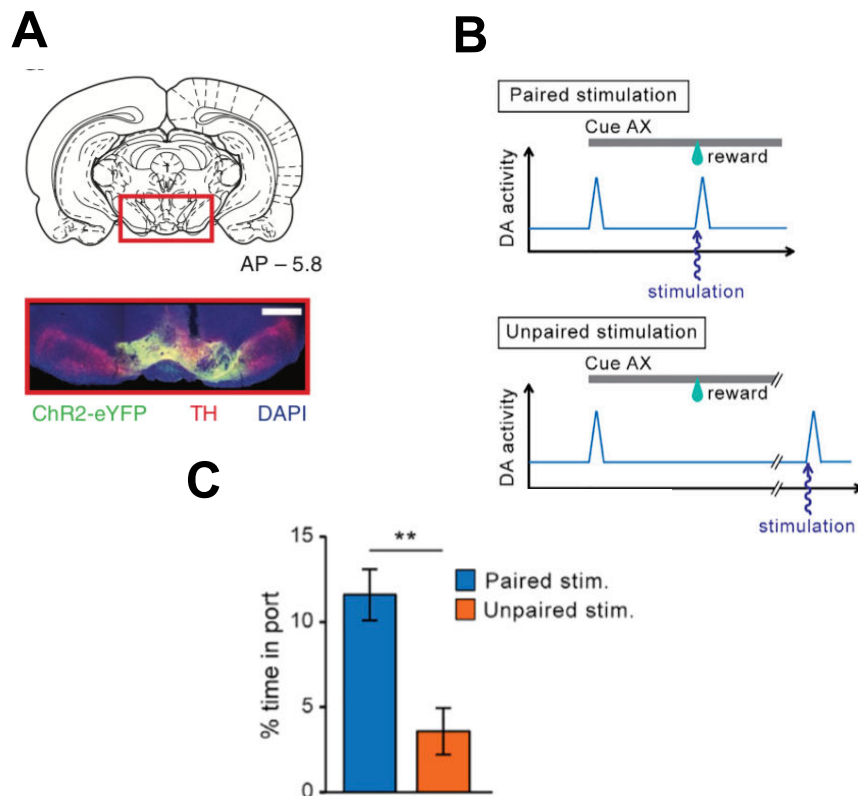 A
AP – 5.8
ChR2-eYFP TH DAPI
B
Paired stimulation
Cue AX
reward
DA activity
stimulation
Unpaired stimulation
Cue AX
reward
DA activity
stimulation
C
15
10
5
0
% time in port
**
Paired stim.
Unpaired stim.